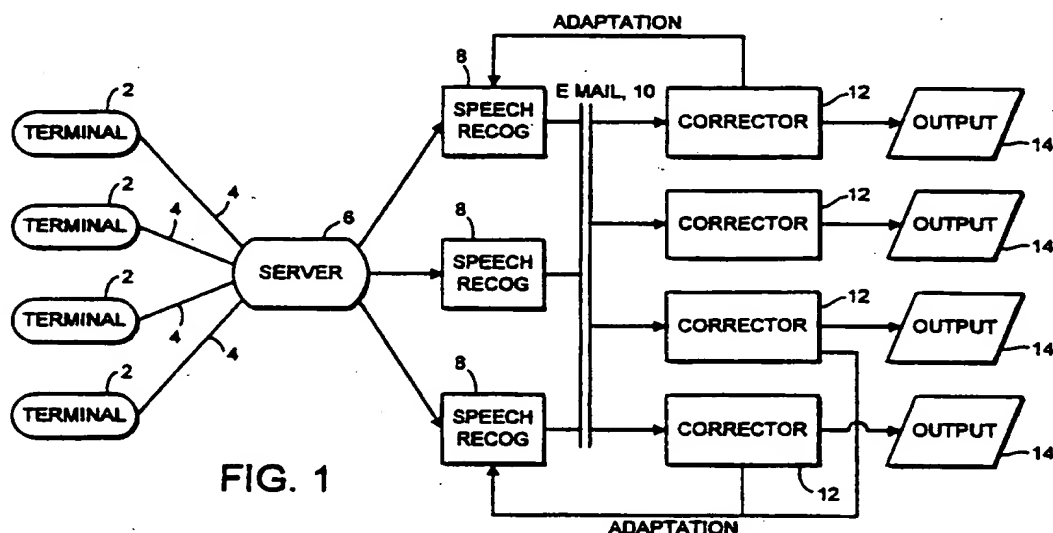 ADAPTATION
2
TERMINAL
4
2
TERMINAL
4
2
TERMINAL
4
2
TERMINAL
4
6
SERVER
8
SPEECH
RECOG
8
SPEECH
RECOG
8
SPEECH
RECOG
E MAIL, 10
12
CORRECTOR
OUTPUT
14
12
CORRECTOR
OUTPUT
14
12
CORRECTOR
OUTPUT
14
CORRECTOR
12
OUTPUT
14
FIG. 1
ADAPTATION